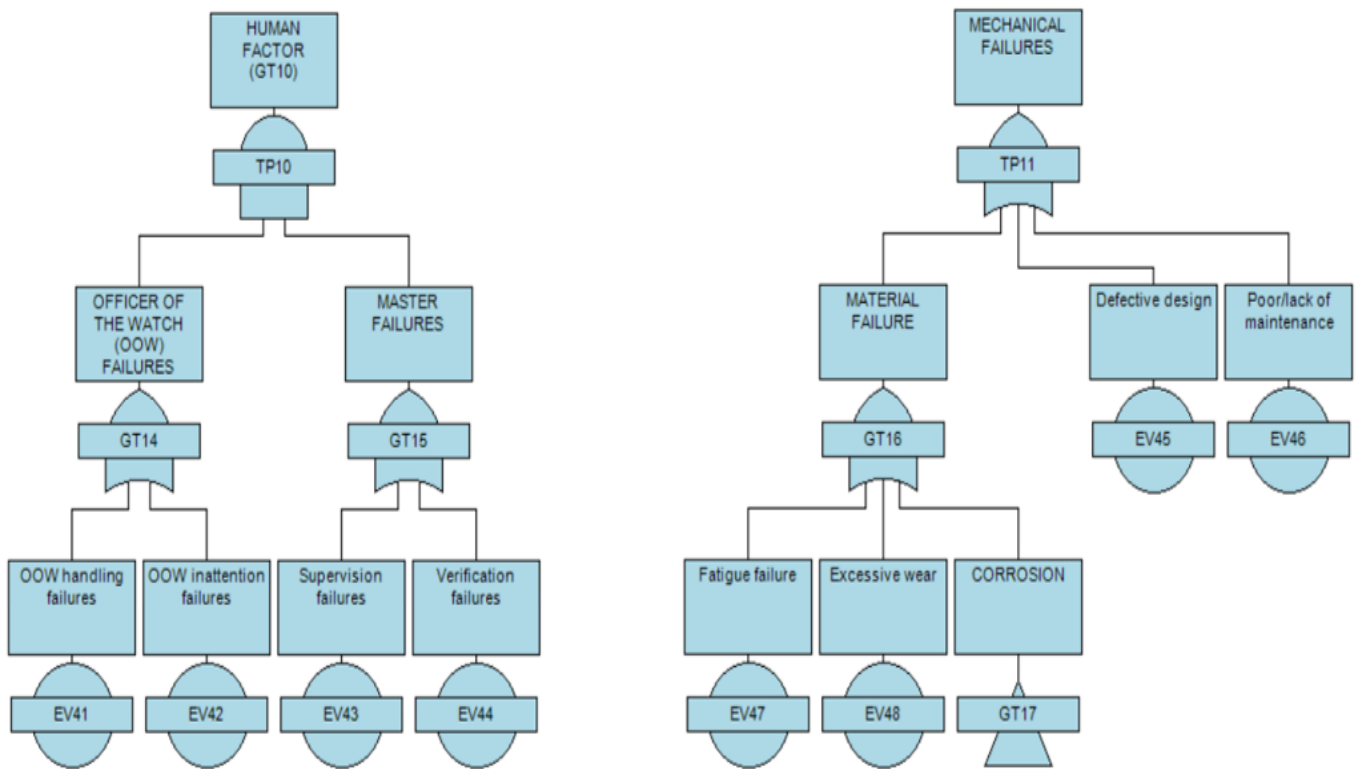 HUMAN
FACTOR
(GT10)
TP10
OFFICER OF
THE WATCH
(OOW)
FAILURES
GT14
MASTER
FAILURES
GT15
OOW handling
failures
EV41
OOW inattention
failures
EV42
Supervision
failures
EV43
Verification
failures
EV44
MECHANICAL
FAILURES
TP11
MATERIAL
FAILURE
GT16
Defective design
EV45
Poor/lack of
maintenance
EV46
Fatigue failure
EV47
Excessive wear
EV48
CORROSION
GT17